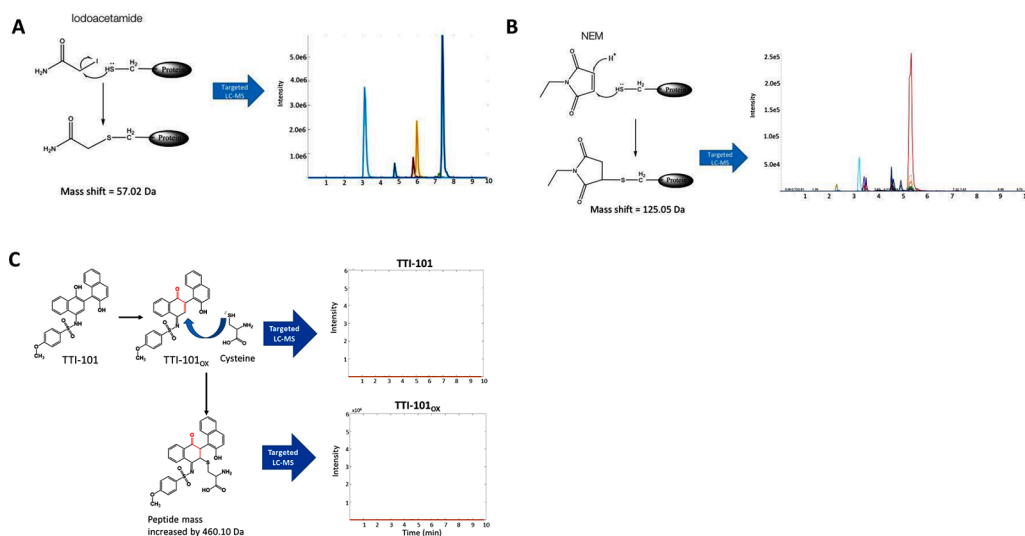 A
Iodoacetamide
O
I
H₂N
HS
H₂
C
Protein
Targeted
LC-MS
O
H₂N
S
H₂
C
Protein
Mass shift = 57.02 Da
Intensity
5.0e6
4.0e6
3.0e6
2.0e6
1.0e6
1 2 3 4 5 6 7 8 9 10
B
NEM
O
H⁺
N
O
HS
H₂
C
Protein
O
N
O
S
H₂
C
Protein
Mass shift = 125.05 Da
Targeted
LC-MS
Intensity
2.5e5
2.0e5
1.5e5
1.0e5
5.0e4
0 1 2 3 4 5 6 7 8 9
C
OH
OH
NH
O
S
O
O
CH₃
TTI-101
O
OH
N
O
S
O
O
CH₃
TTI-101OX
SH
NH₂
HO
O
Cysteine
Targeted
LC-MS
TTI-101
Intensity
6
5
4
3
2
1
1 2 3 4 5 6 7 8 9 10
O
OH
S
N
O
S
O
NH₂
HO
O
O
CH₃
Peptide mass
increased by 460.10 Da
Targeted
LC-MS
TTI-101OX
Intensity
6
5
4
3
2
1
1 2 3 4 5 6 7 8 9 10
Time (min)